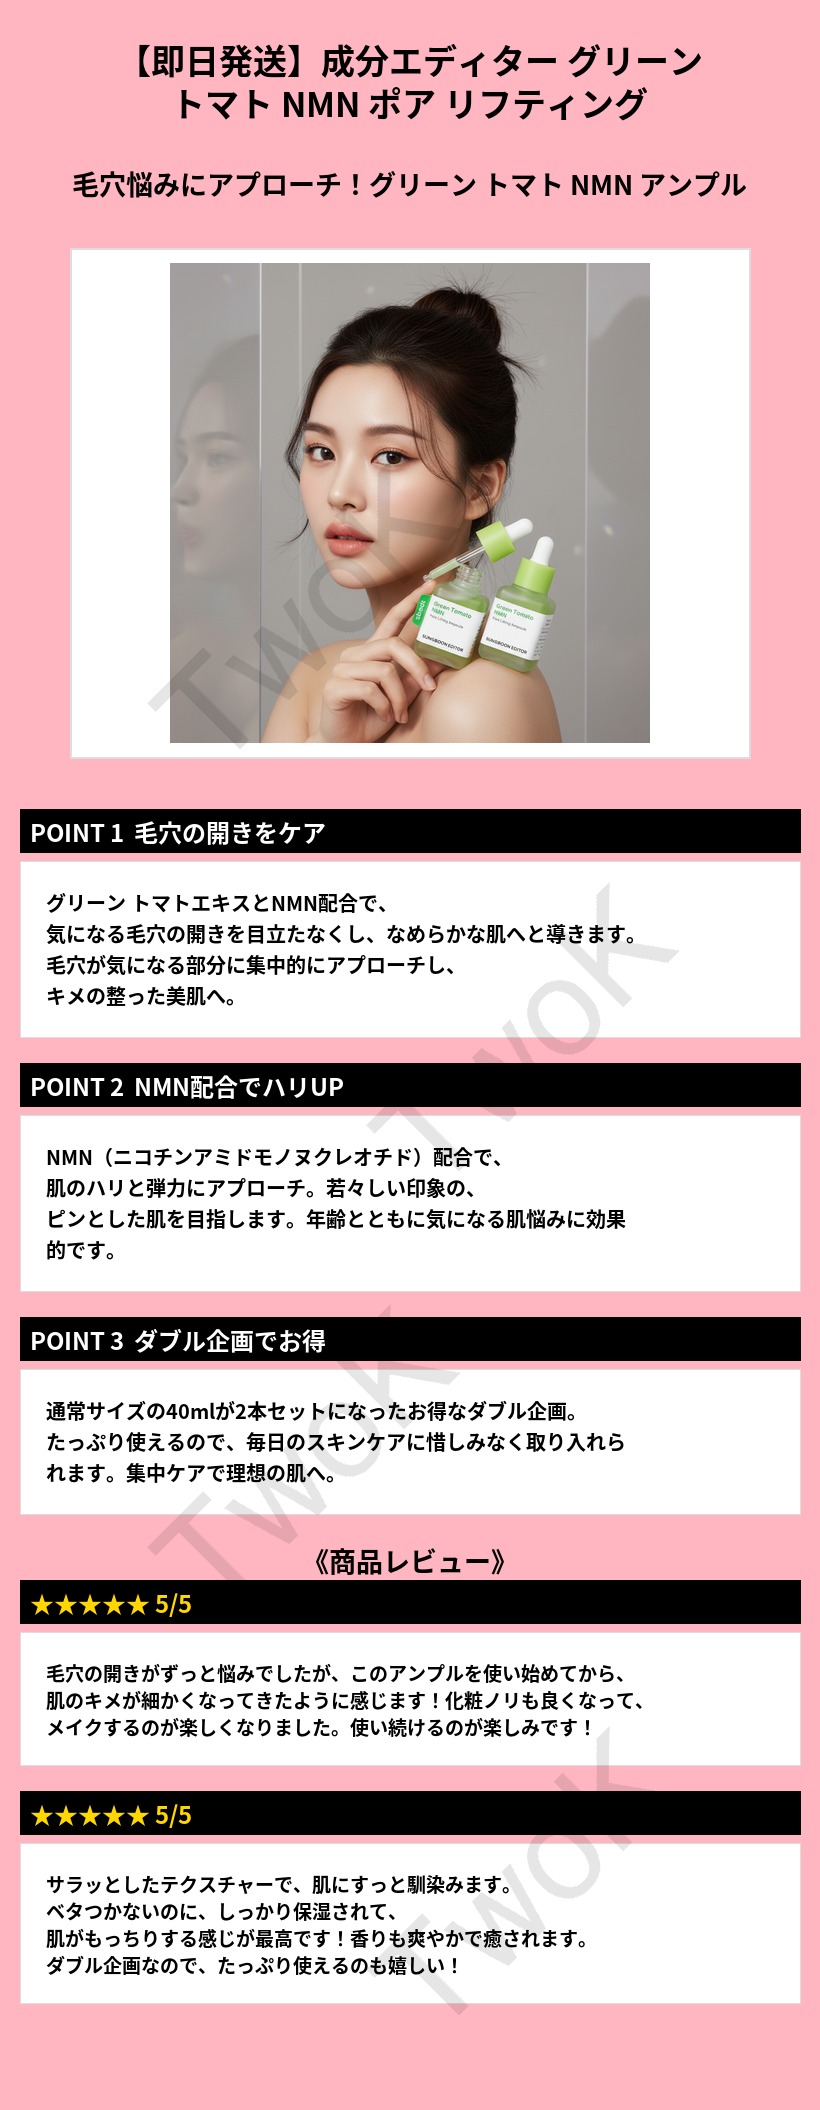 【即日発送】成分エディター グリーン
トマト NMN ポア リフティング
毛穴悩みにアプローチ！グリーン トマト NMN アンプル
Green Tomato
NMN
Pore Lifting Ampoule
SUNGBOON EDITOR
Green Tomato
NMN
Pore Lifting Ampoule
SUNGBOON EDITOR
TwoK
POINT 1 毛穴の開きをケア
グリーン トマトエキスとNMN配合で、
気になる毛穴の開きを目立たなくし、なめらかな肌へと導きます。
毛穴が気になる部分に集中的にアプローチし、
キメの整った美肌へ。
TwoK
POINT 2 NMN配合でハリUP
NMN（ニコチンアミドモノヌクレオチド）配合で、
肌のハリと弾力にアプローチ。若々しい印象の、
ピンとした肌を目指します。年齢とともに気になる肌悩みに効果
的です。
POINT 3 ダブル企画でお得
通常サイズの40mlが2本セットになったお得なダブル企画。
たっぷり使えるので、毎日のスキンケアに惜しみなく取り入れら
れます。集中ケアで理想の肌へ。
TwoK
《商品レビュー》
★★★★★ 5/5
毛穴の開きがずっと悩みでしたが、このアンプルを使い始めてから、
肌のキメが細かくなってきたように感じます！化粧ノリも良くなって、
メイクするのが楽しくなりました。使い続けるのが楽しみです！
★★★★★ 5/5
サラッとしたテクスチャーで、肌にすっと馴染みます。
ベタつかないのに、しっかり保湿されて、
肌がもっちりする感じが最高です！香りも爽やかで癒されます。
ダブル企画なので、たっぷり使えるのも嬉しい！
TwoK